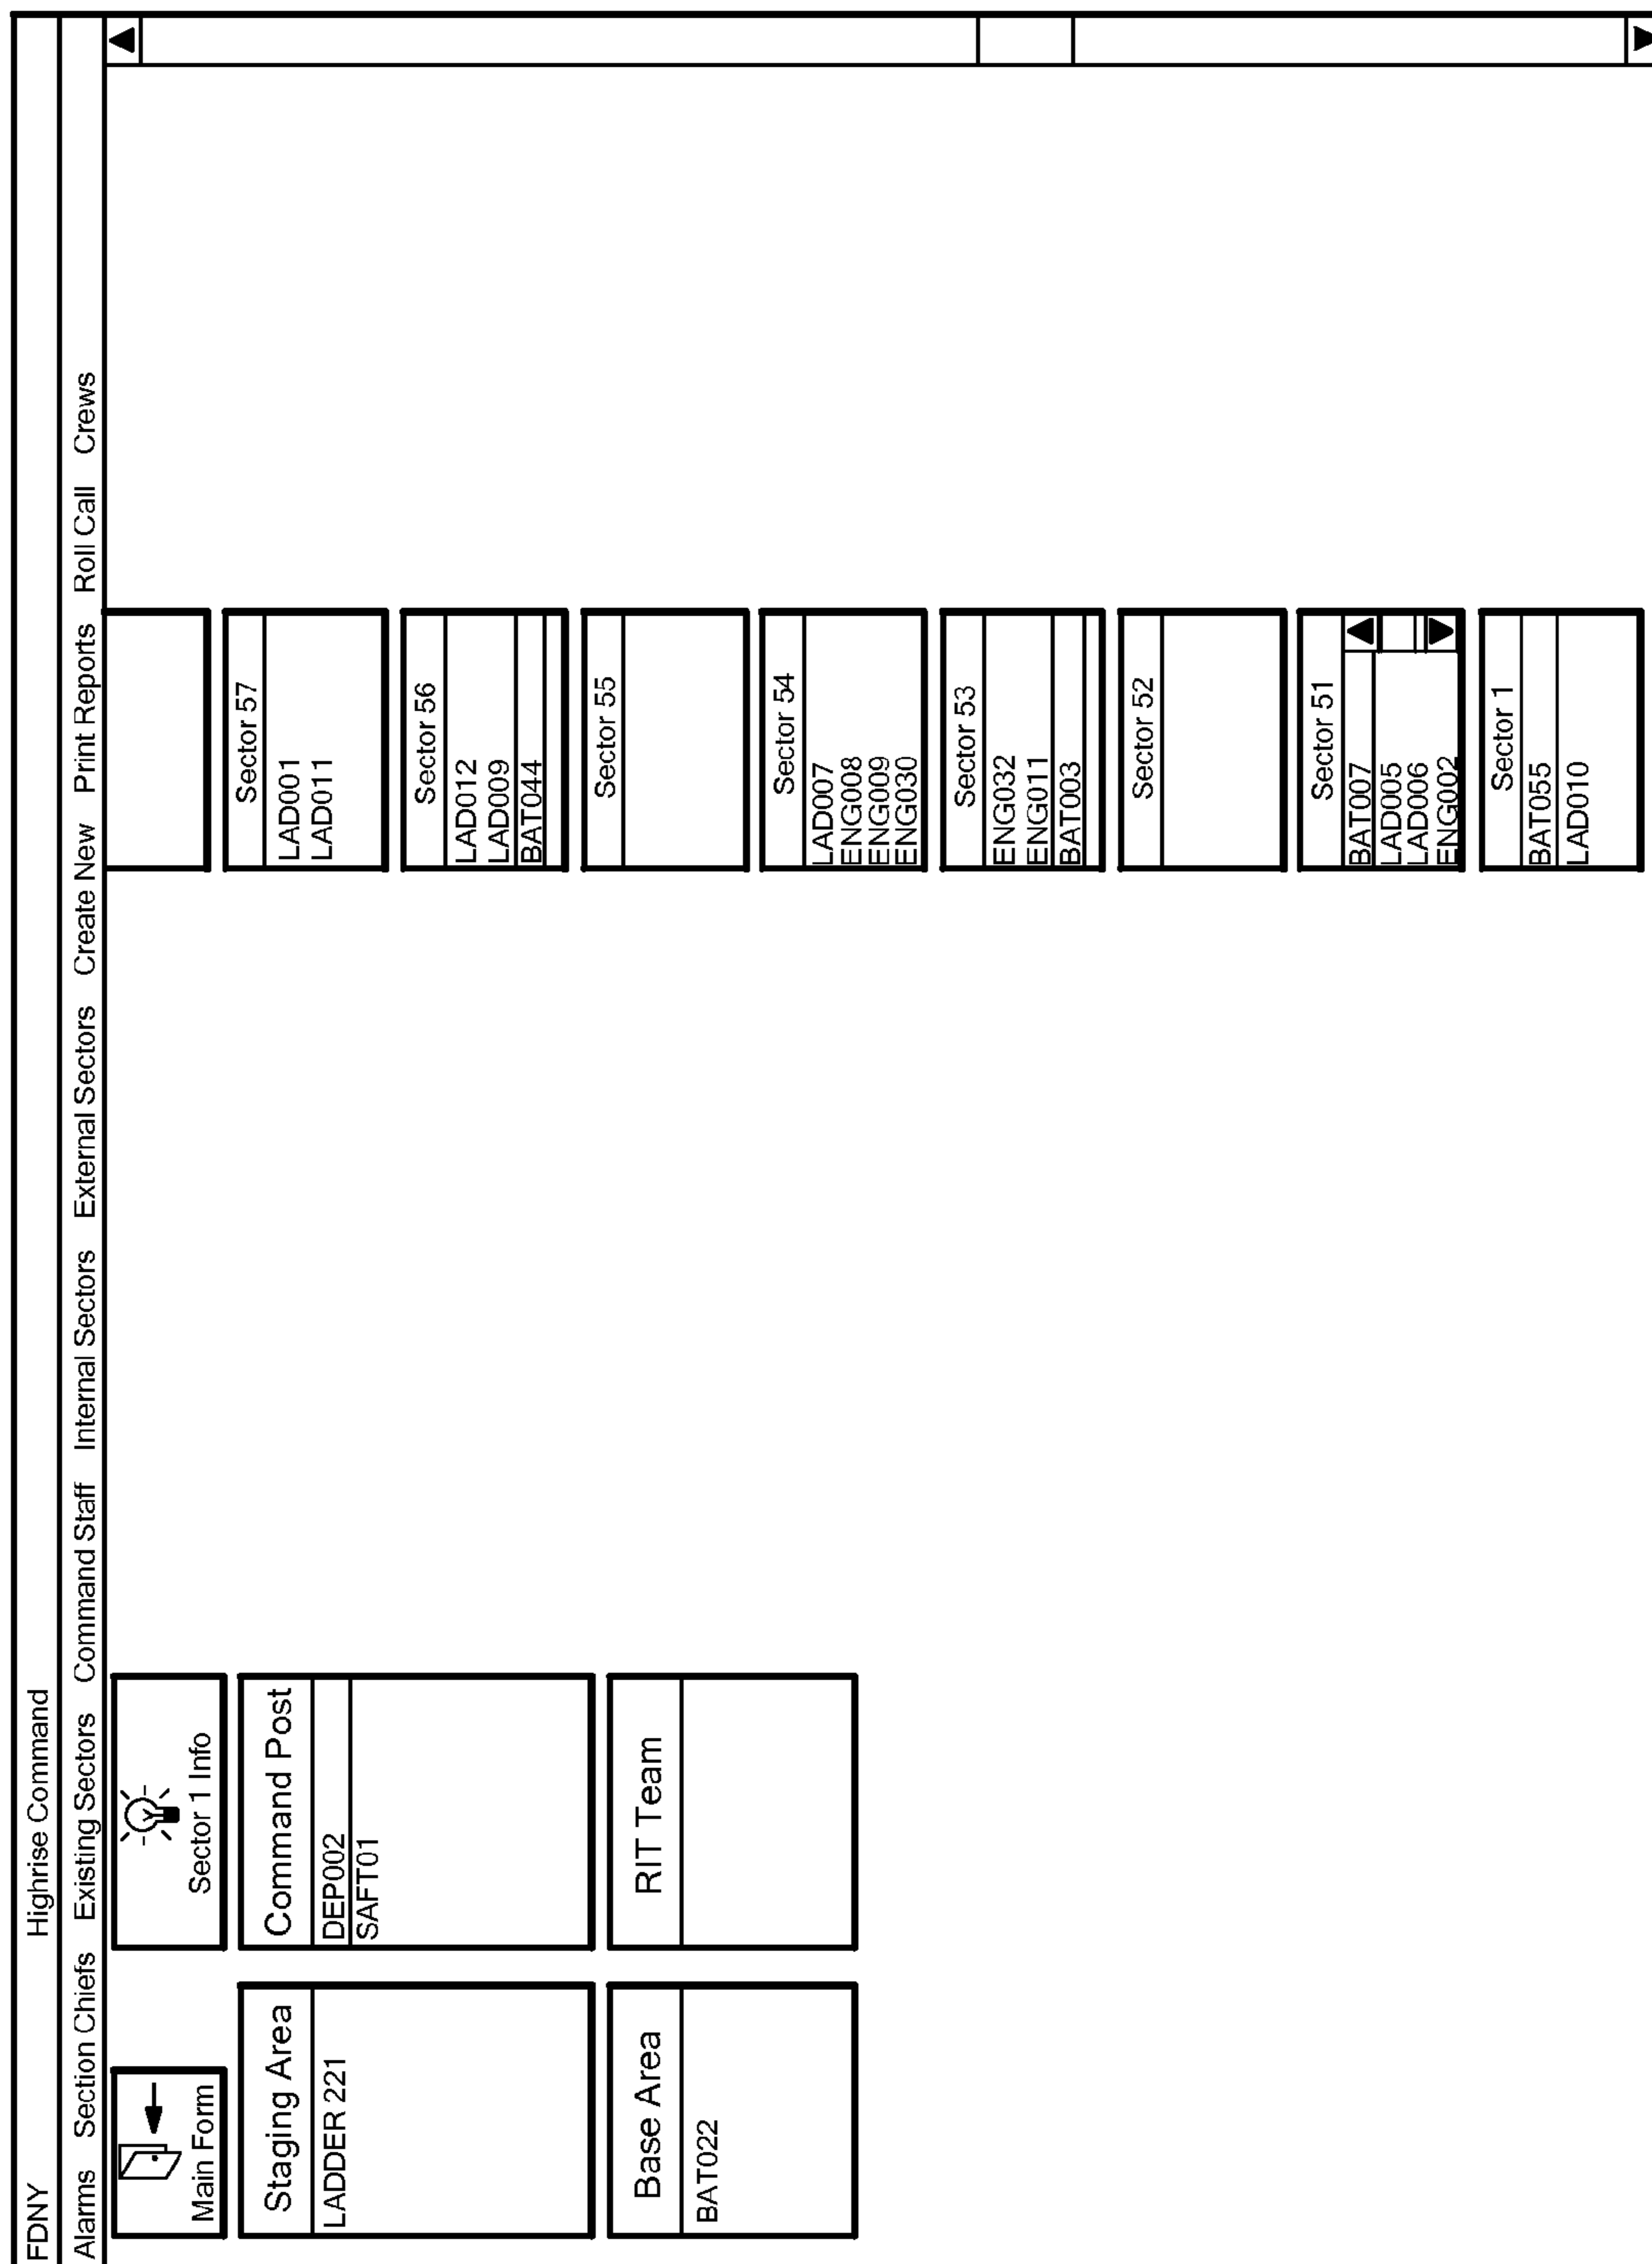 FDNY Highrise Command
Alarms Section Chiefs Existing Sectors Command Staff Internal Sectors External Sectors Create New Print Reports Roll Call Crews
Main Form
Sector 1 Info
Staging Area
LADDER 221
Command Post
DEP002
SAFT01
Base Area
BAT022
RIT Team
Sector 57
LAD001
LAD011
Sector 56
LAD012
LAD009
BAT044
Sector 55
Sector 54
LAD007
ENG008
ENG009
ENG030
Sector 53
ENG032
ENG011
BAT003
Sector 52
Sector 51
BAT007
LAD005
LAD006
ENG002
Sector 1
BAT055
LAD010